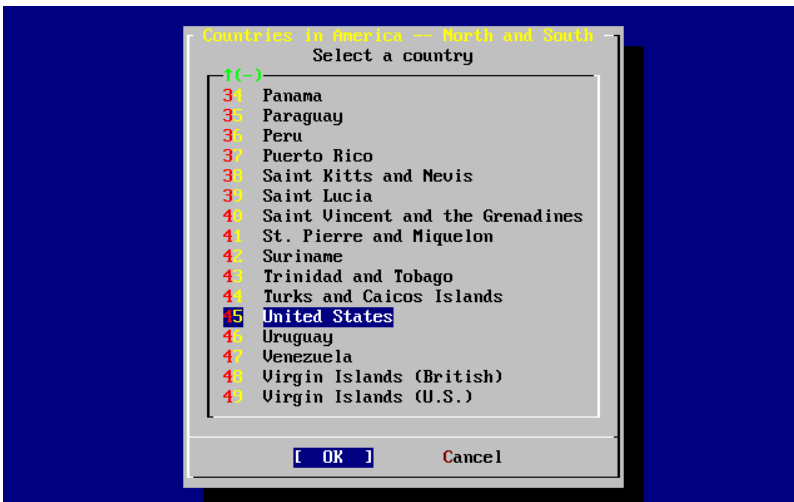 Countries in America -- North and South
Select a country
↑(-)
34 Panama
35 Paraguay
36 Peru
37 Puerto Rico
38 Saint Kitts and Nevis
39 Saint Lucia
40 Saint Vincent and the Grenadines
41 St. Pierre and Miquelon
42 Suriname
43 Trinidad and Tobago
44 Turks and Caicos Islands
45 United States
46 Uruguay
47 Venezuela
48 Virgin Islands (British)
49 Virgin Islands (U.S.)
[ OK ] Cancel